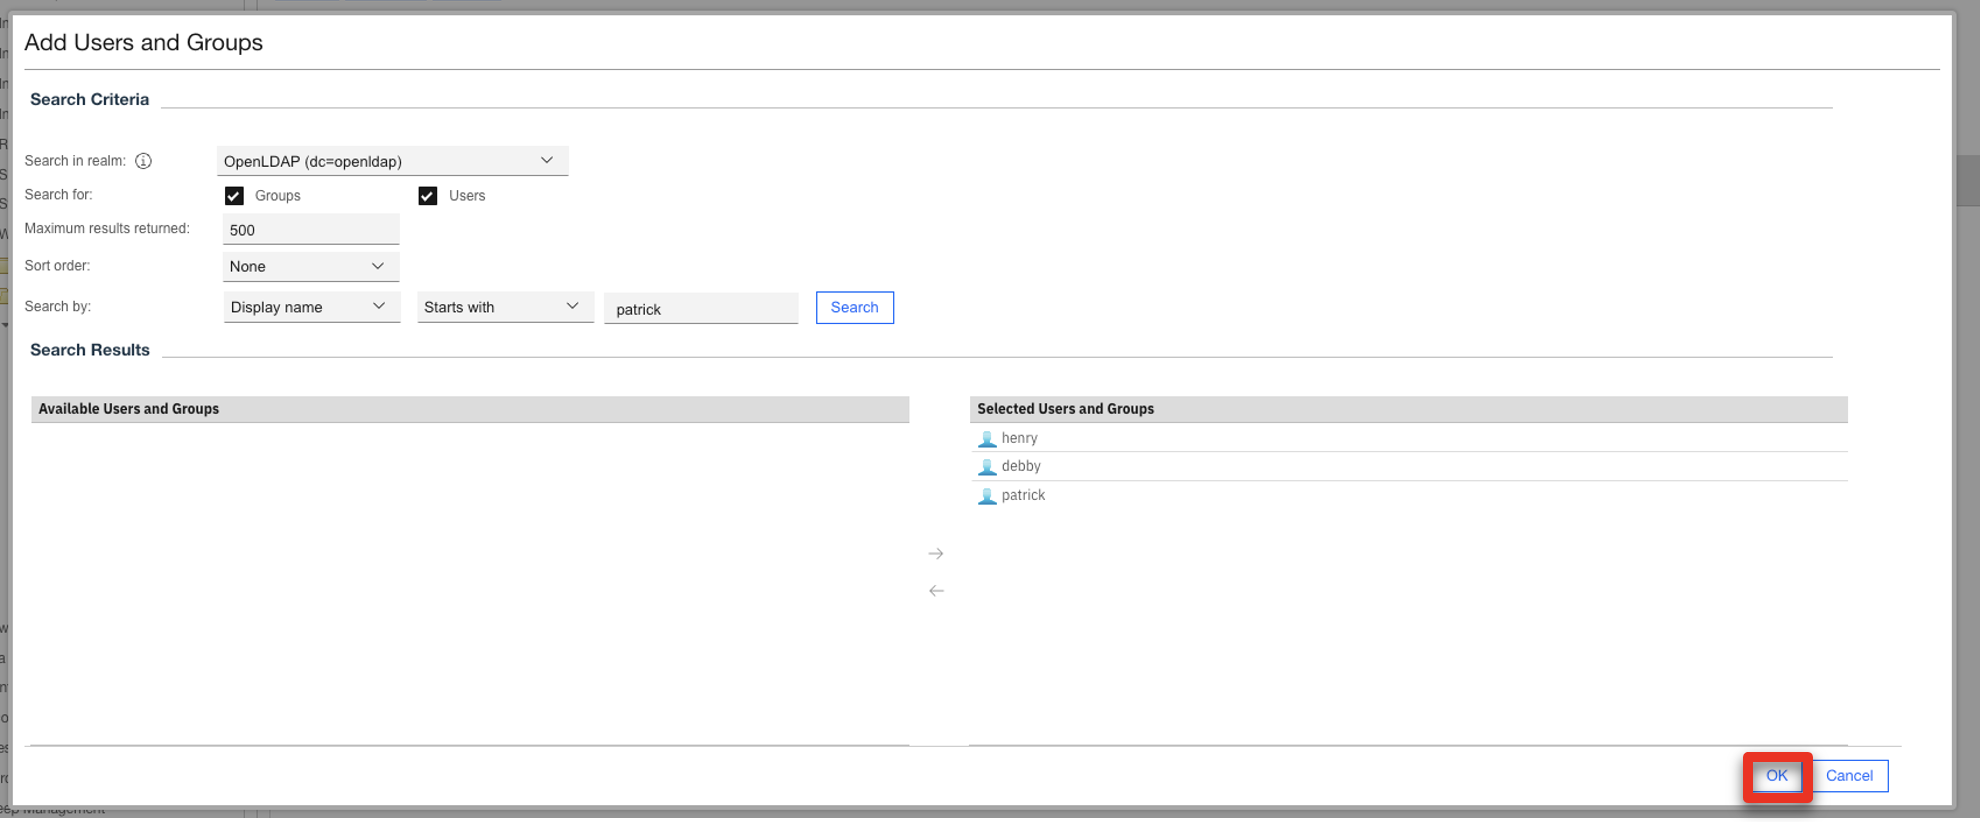 Add Users and Groups
Search Criteria
Search in realm:
OpenLDAP (dc=openldap)
Search for:
Groups
Users
Maximum results returned:
500
Sort order:
None
Search by:
Display name
Starts with
patrick
Search
Search Results
Available Users and Groups
Selected Users and Groups
henry
debby
patrick
OK
Cancel